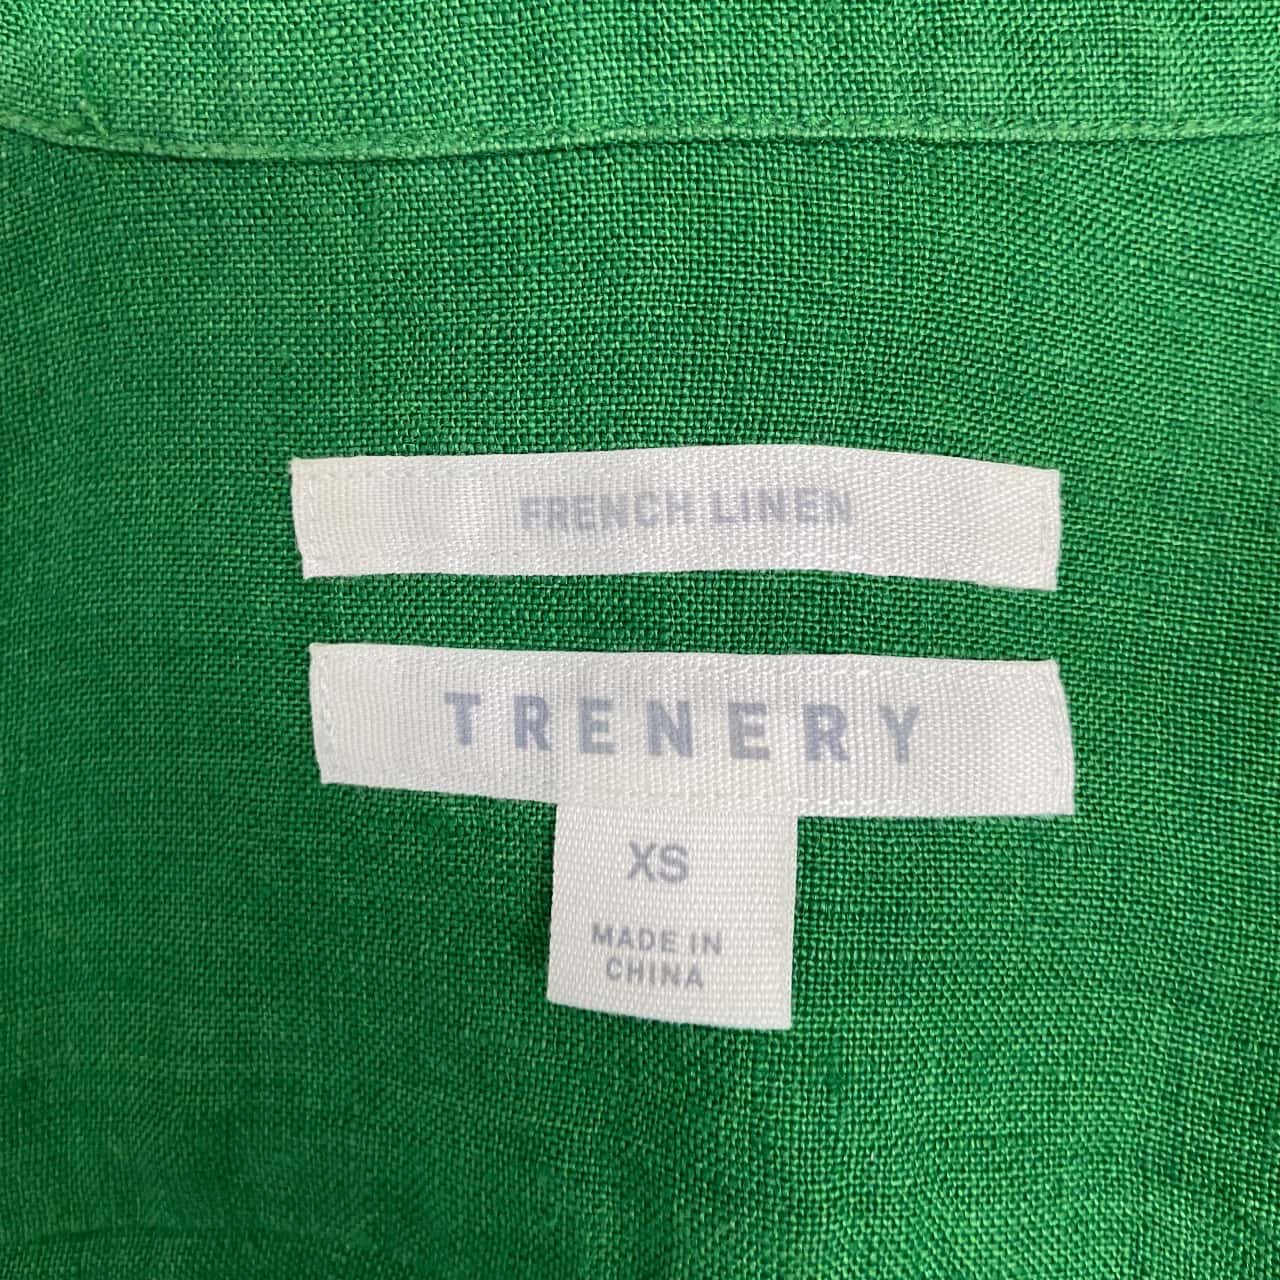 FRENCH LINEN
TRENERY
XS
MADE IN
CHINA